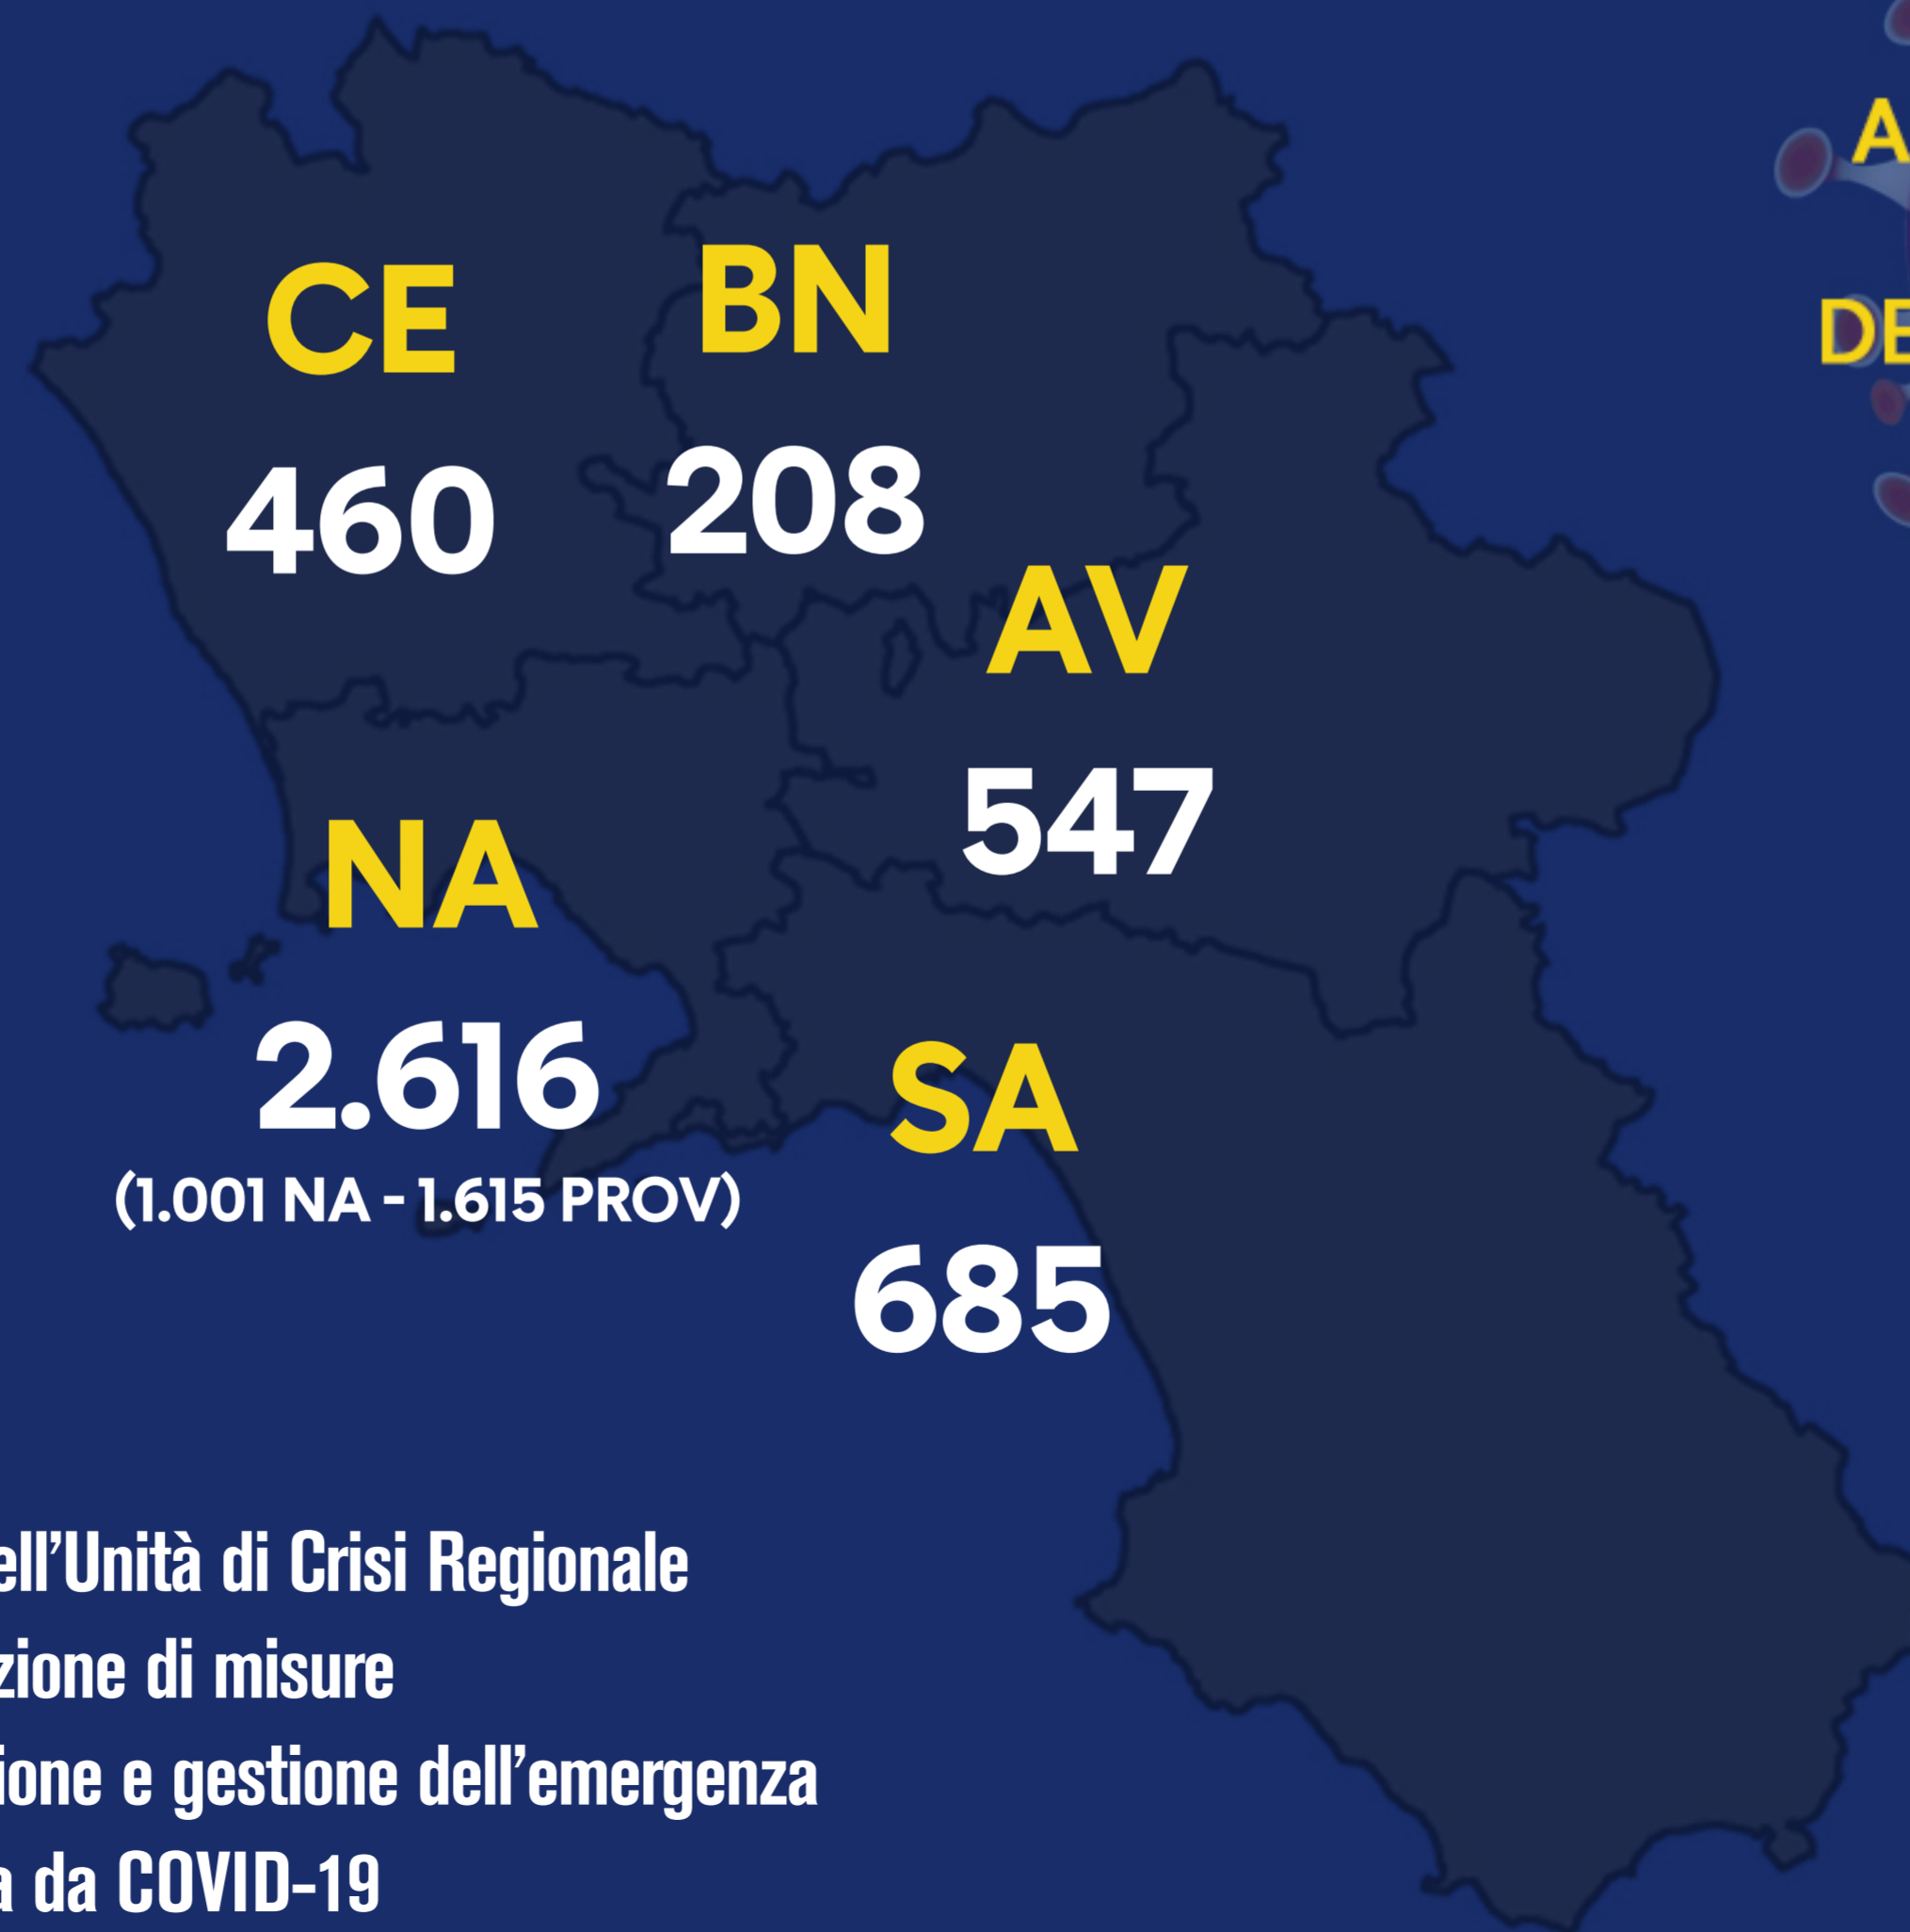 CE
460
BN
208
AV
547
NA
2.616
(1.001 NA - 1.615 PROV)
SA
685
A
DE
ell'Unità di Crisi Regionale
zione di misure
ione e gestione dell'emergenza
a da COVID-19